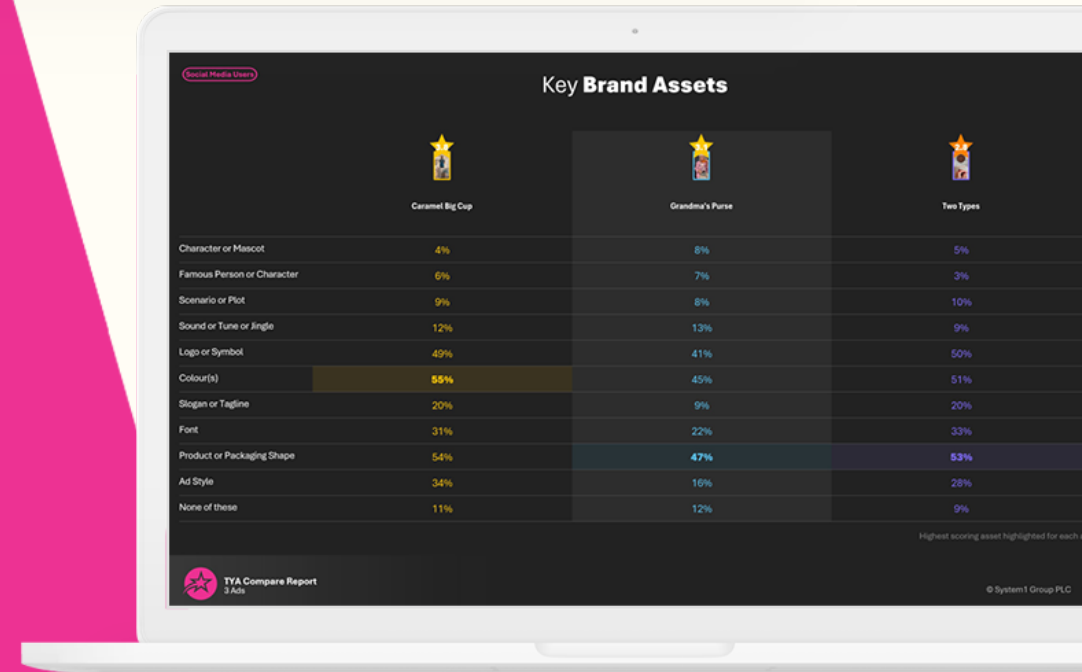 Social Media Users
Key Brand Assets
Caramel Big Cup Grandma's Purse Two Types
Character or Mascot 4% 8% 5%
Famous Person or Character 6% 7% 3%
Scenario or Plot 9% 8% 10%
Sound or Tune or Jingle 12% 13% 9%
Logo or Symbol 49% 41% 50%
Colour(s) 55% 45% 51%
Slogan or Tagline 20% 9% 20%
Font 31% 22% 33%
Product or Packaging Shape 54% 47% 53%
Ad Style 34% 16% 28%
None of these 11% 12% 9%
Highest scoring asset highlighted for each
TYA Compare Report
3 Ads
© System1 Group PLC